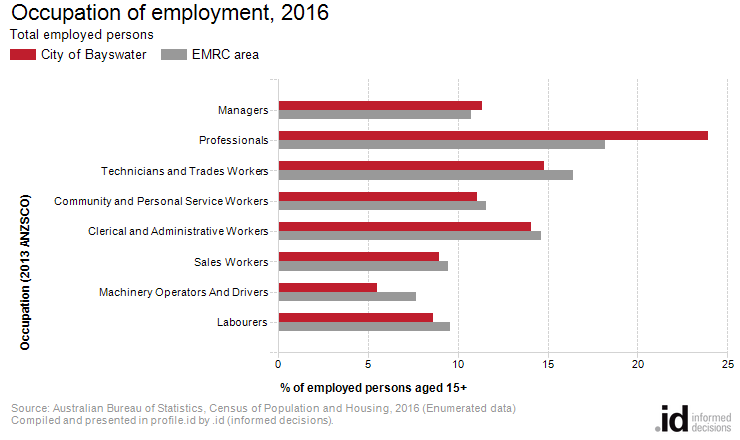 Occupation of employment, 2016
Total employed persons
City of Bayswater EMRC area
Occupation (2013 ANZSCO)
Managers
Professionals
Technicians and Trades Workers
Community and Personal Service Workers
Clerical and Administrative Workers
Sales Workers
Machinery Operators And Drivers
Labourers
0 5 10 15 20 25
% of employed persons aged 15+
Source: Australian Bureau of Statistics, Census of Population and Housing, 2016 (Enumerated data)
Compiled and presented in profile.id by .id (informed decisions).
.id informed
decisions